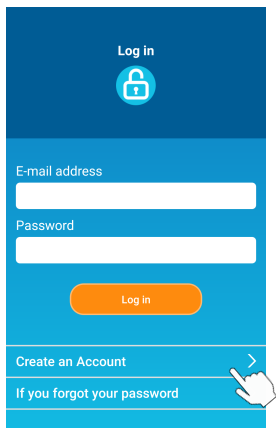 Log in
E-mail address
Password
Log in
Create an Account
If you forgot your password